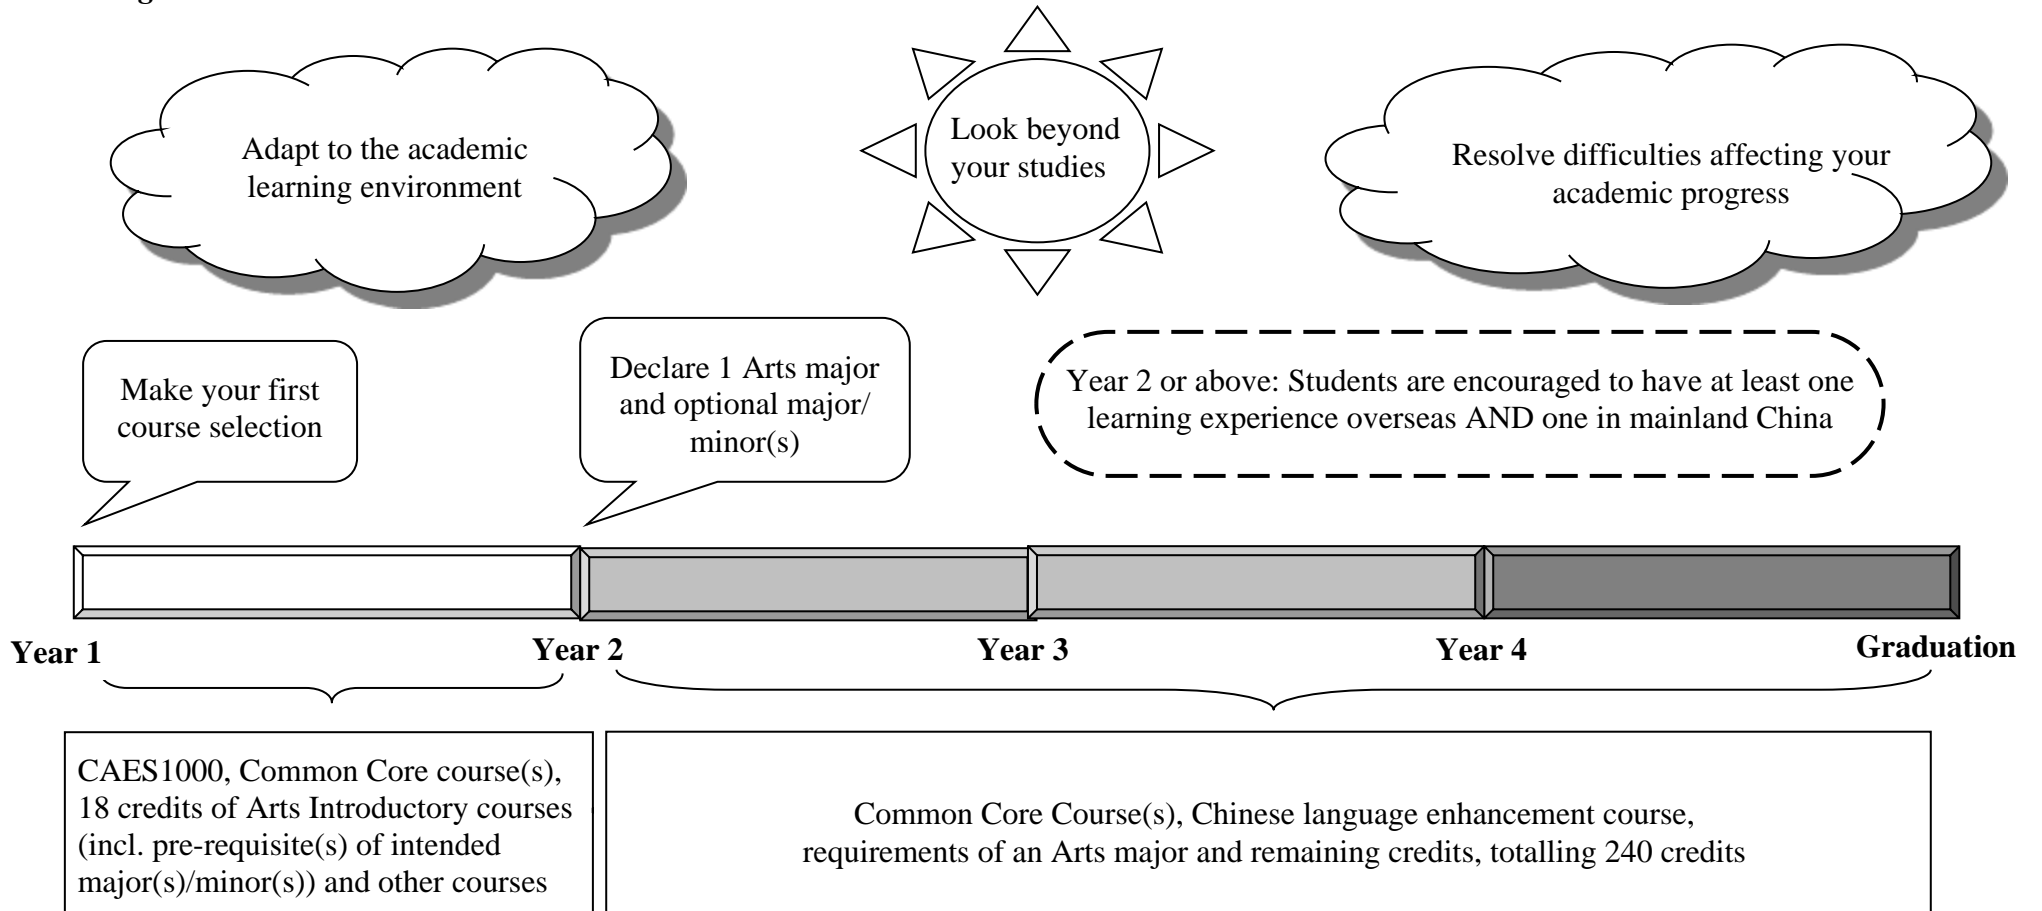 Adapt to the academic
learning environment
Look beyond
your studies
Resolve difficulties affecting your
academic progress
Make your first
course selection
Declare 1 Arts major
and optional major/
minor(s)
Year 2 or above: Students are encouraged to have at least one
learning experience overseas AND one in mainland China
Year 1
Year 2
Year 3
Year 4
Graduation
CAES1000, Common Core course(s),
18 credits of Arts Introductory courses
(incl. pre-requisite(s) of intended
major(s)/minor(s)) and other courses
Common Core Course(s), Chinese language enhancement course,
requirements of an Arts major and remaining credits, totalling 240 credits